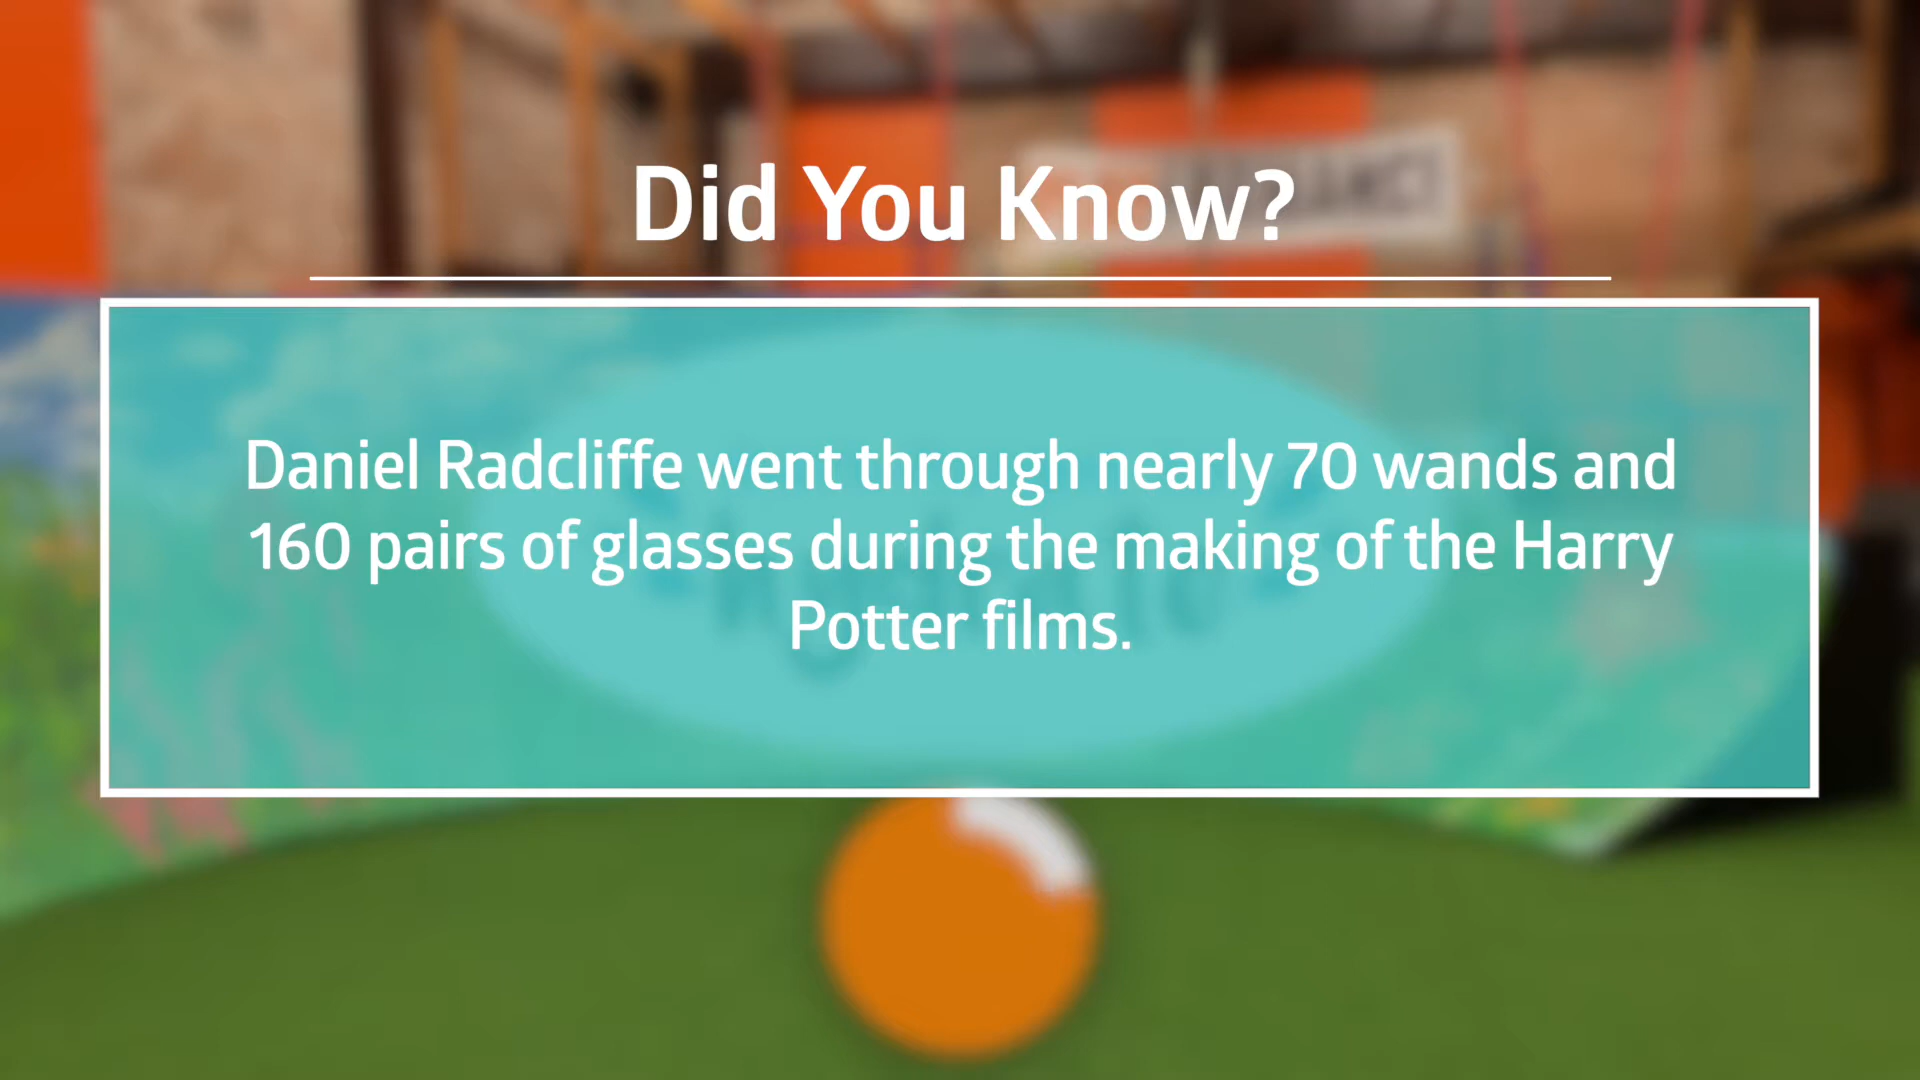 Did You Know?
Daniel Radcliffe went through nearly 70 wands and
160 pairs of glasses during the making of the Harry
Potter films.